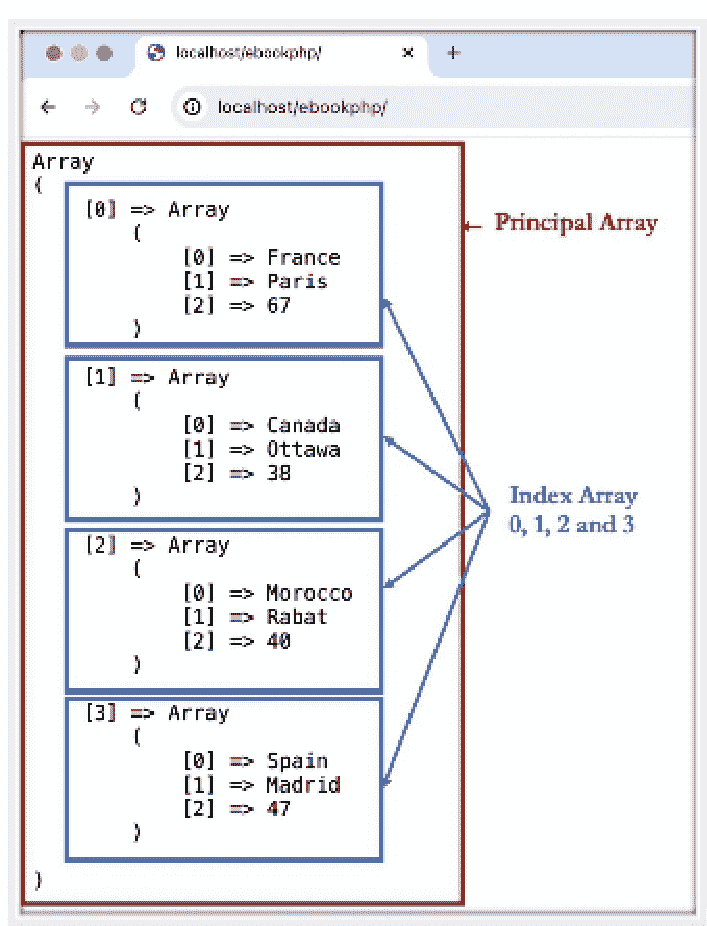 localhost/ebookphp/
localhost/ebookphp/
Array
(
[0] => Array
(
[0] => France
[1] => Paris
[2] => 67
)
[1] => Array
(
[0] => Canada
[1] => Ottawa
[2] => 38
)
[2] => Array
(
[0] => Morocco
[1] => Rabat
[2] => 40
)
[3] => Array
(
[0] => Spain
[1] => Madrid
[2] => 47
)
)
Principal Array
Index Array
0, 1, 2 and 3